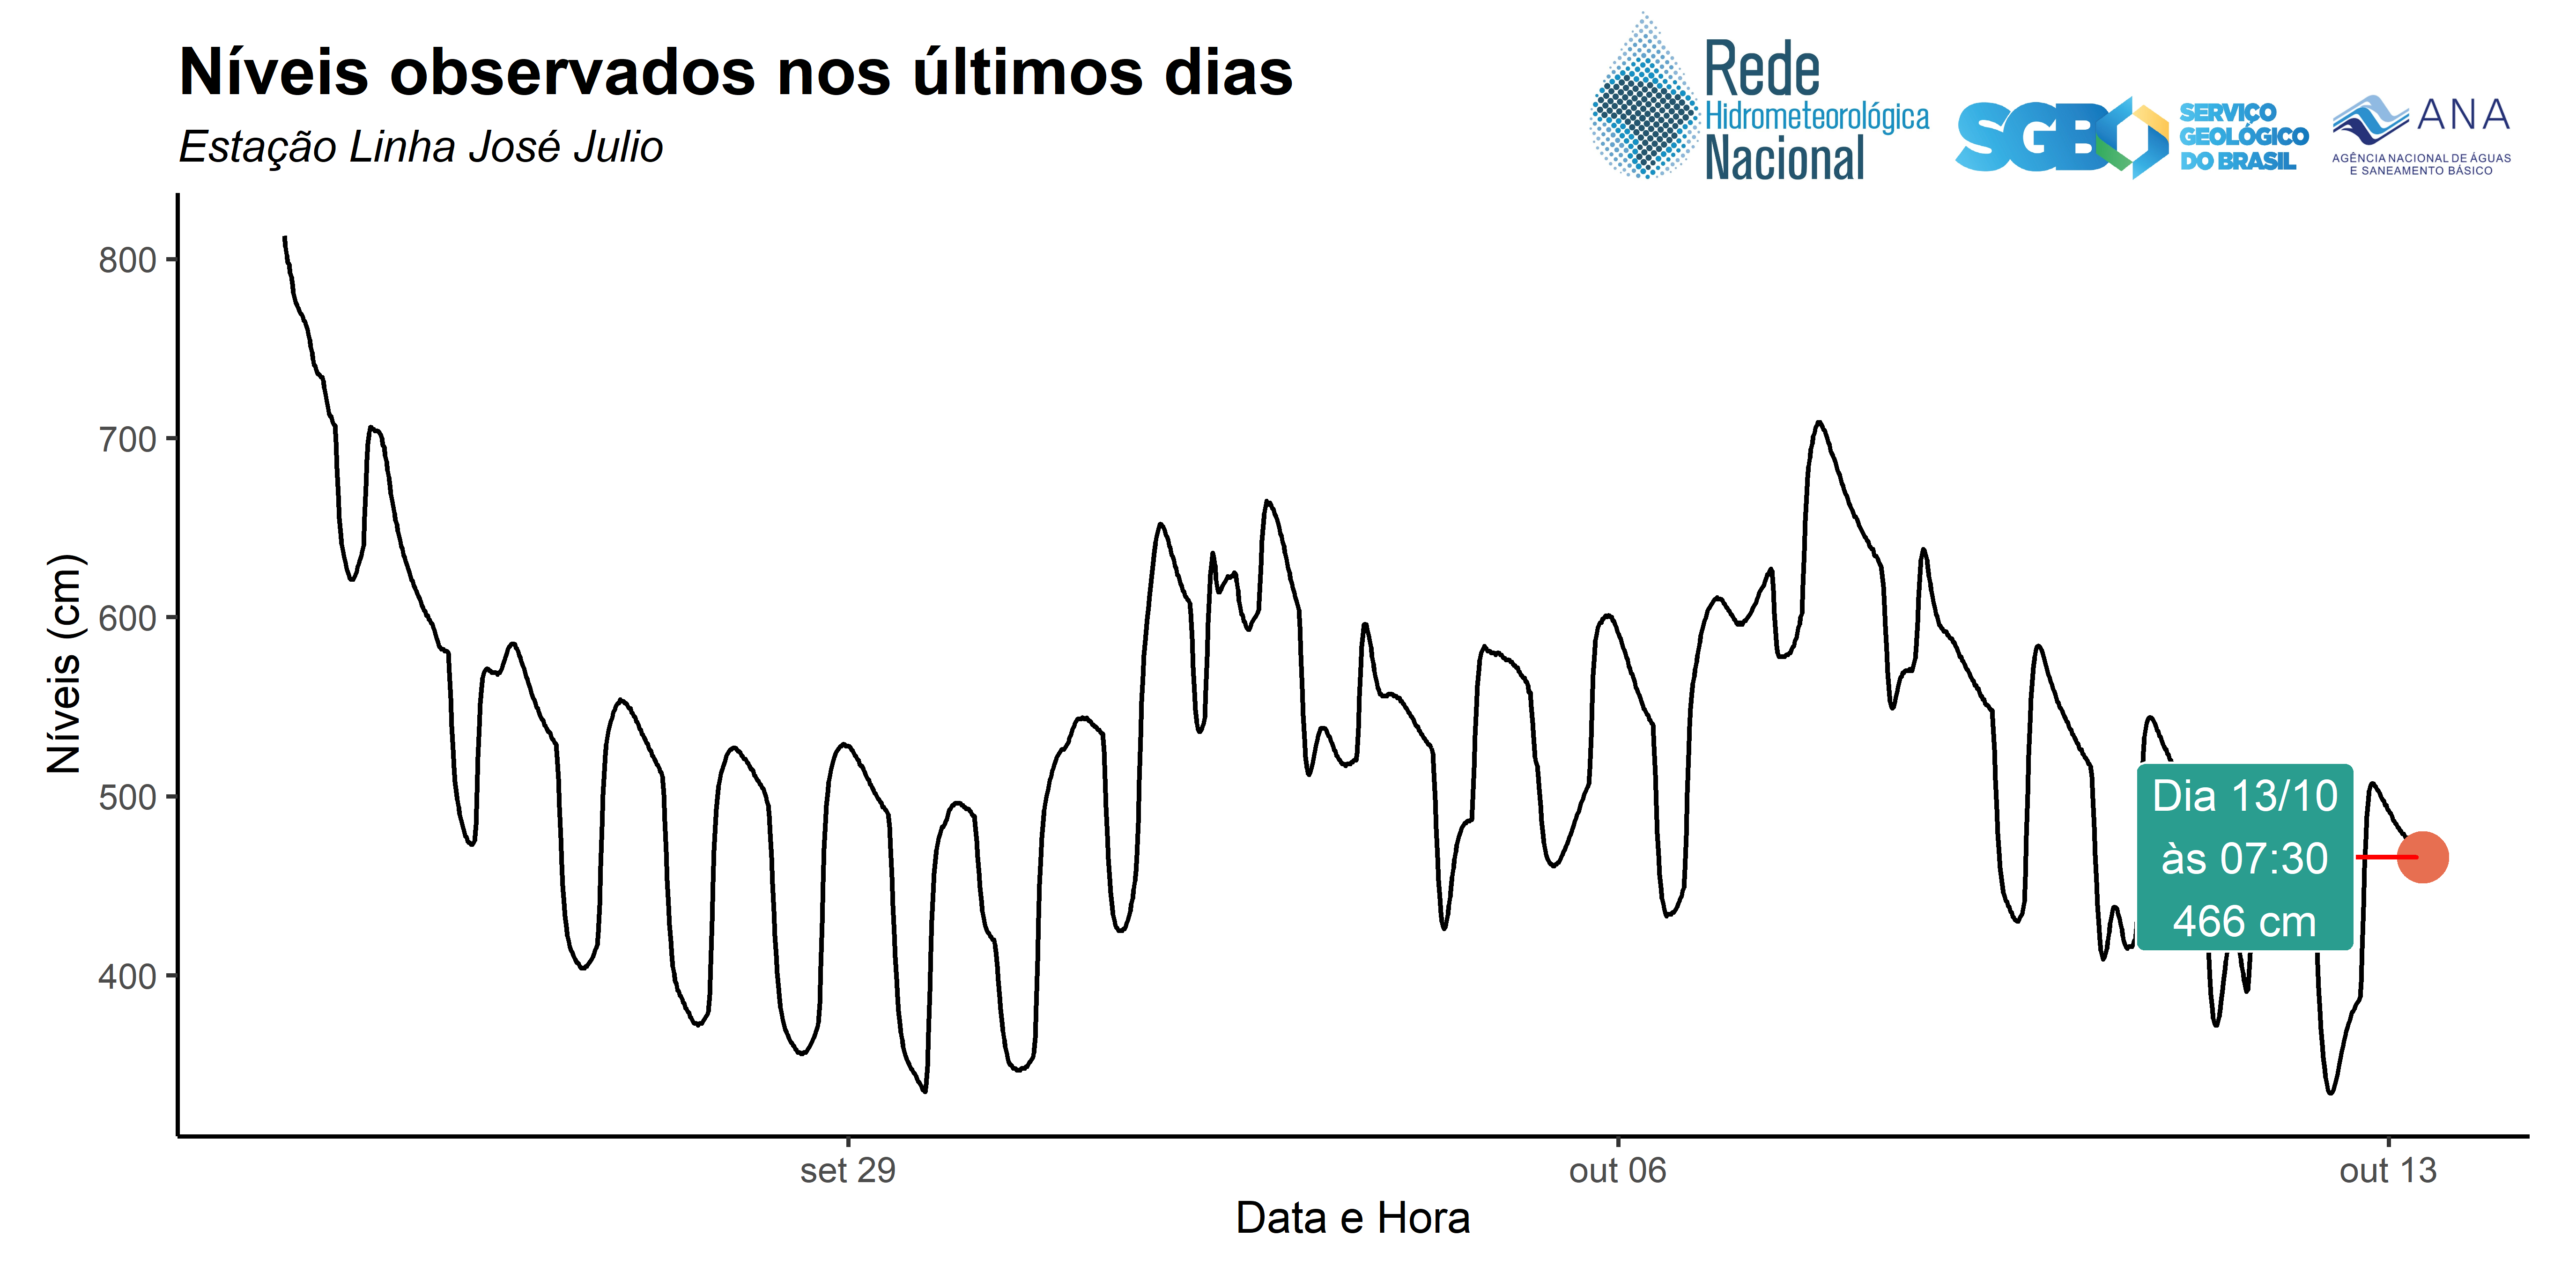 Níveis observados nos últimos dias
Estação Linha José Julio
Rede
Hidrometeorológica
Nacional
SGB
SERVIÇO
GEOLÓGICO
DO BRASIL
ANA
AGÊNCIA NACIONAL DE ÁGUAS
E SANEAMENTO BÁSICO
Níveis (cm)
800
700
600
500
400
Dia 13/10
às 07:30
466 cm
set 29
out 06
out 13
Data e Hora